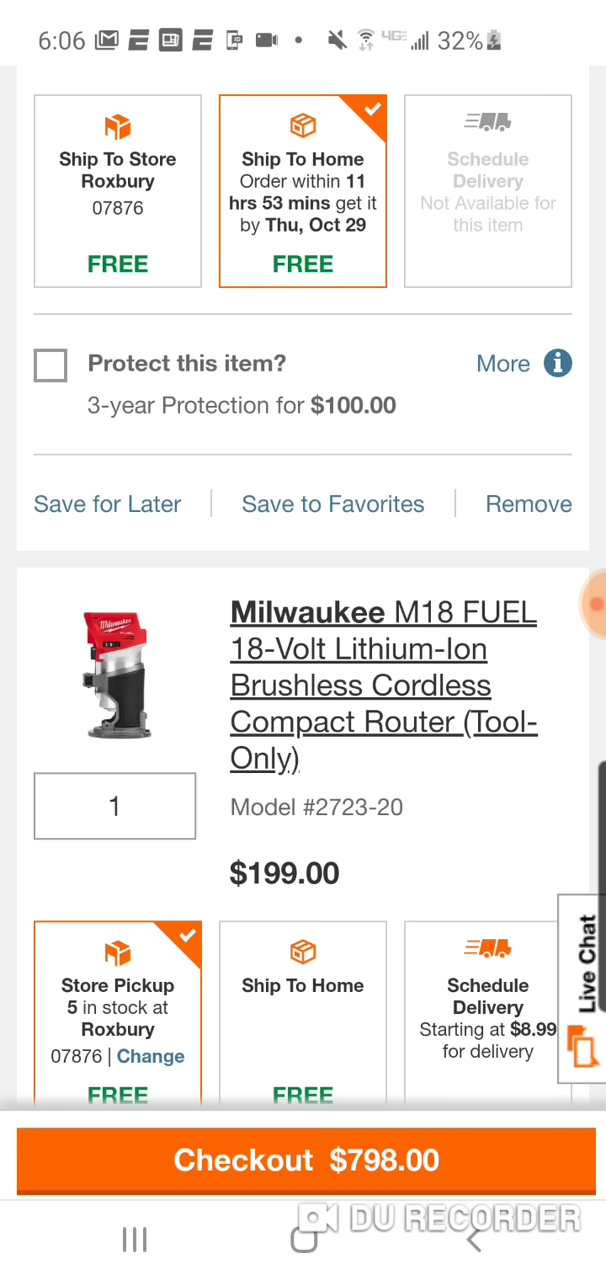 6:06 32%
Ship To Store
Roxbury
07876
FREE
Ship To Home
Order within 11
hrs 53 mins get it
by Thu, Oct 29
FREE
Schedule
Delivery
Not Available for
this item
Protect this item? More
3-year Protection for $100.00
Save for Later Save to Favorites Remove
Milwaukee
Milwaukee M18 FUEL
18-Volt Lithium-Ion
Brushless Cordless
Compact Router (Tool-
Only)
1
Model #2723-20
$199.00
Store Pickup
5 in stock at
Roxbury
07876 | Change
FREE
Ship To Home
FREE
Schedule
Delivery
Starting at $8.99
for delivery
Live Chat
Checkout $798.00
DU RECORDER